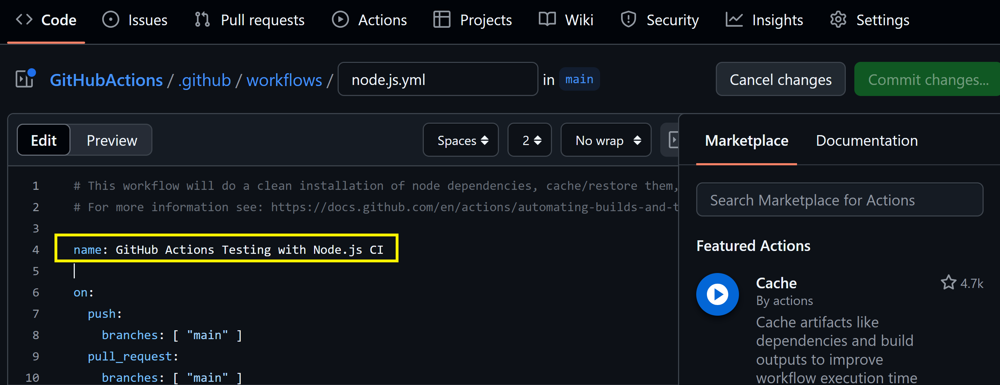 Code Issues Pull requests Actions Projects Wiki Security Insights Settings
GitHubActions / .github / workflows / node.js.yml in main Cancel changes Commit changes...
Edit Preview Spaces 2 No wrap
Marketplace Documentation
1 # This workflow will do a clean installation of node dependencies, cache/restore them,
2 # For more information see: https://docs.github.com/en/actions/automating-builds-and-t
3
4 name: GitHub Actions Testing with Node.js CI
5
6 on:
7 push:
8 branches: [ "main" ]
9 pull_request:
10 branches: [ "main" ]
Search Marketplace for Actions
Featured Actions
Cache 4.7k
By actions
Cache artifacts like
dependencies and build
outputs to improve
workflow execution time